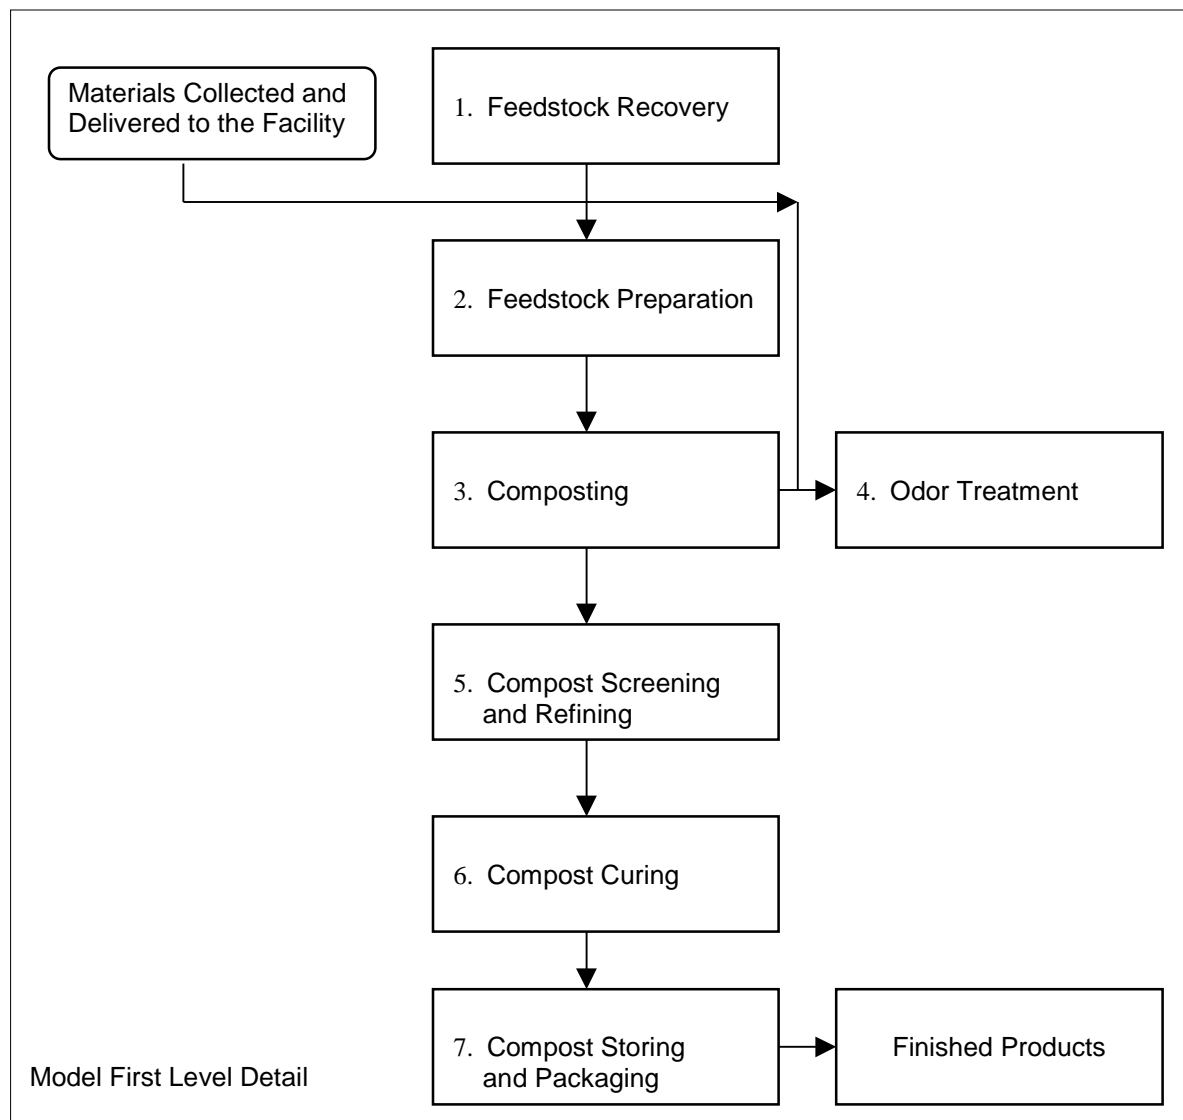 Materials Collected and
Delivered to the Facility
1. Feedstock Recovery
2. Feedstock Preparation
3. Composting
4. Odor Treatment
5. Compost Screening
and Refining
6. Compost Curing
7. Compost Storing
and Packaging
Finished Products
Model First Level Detail